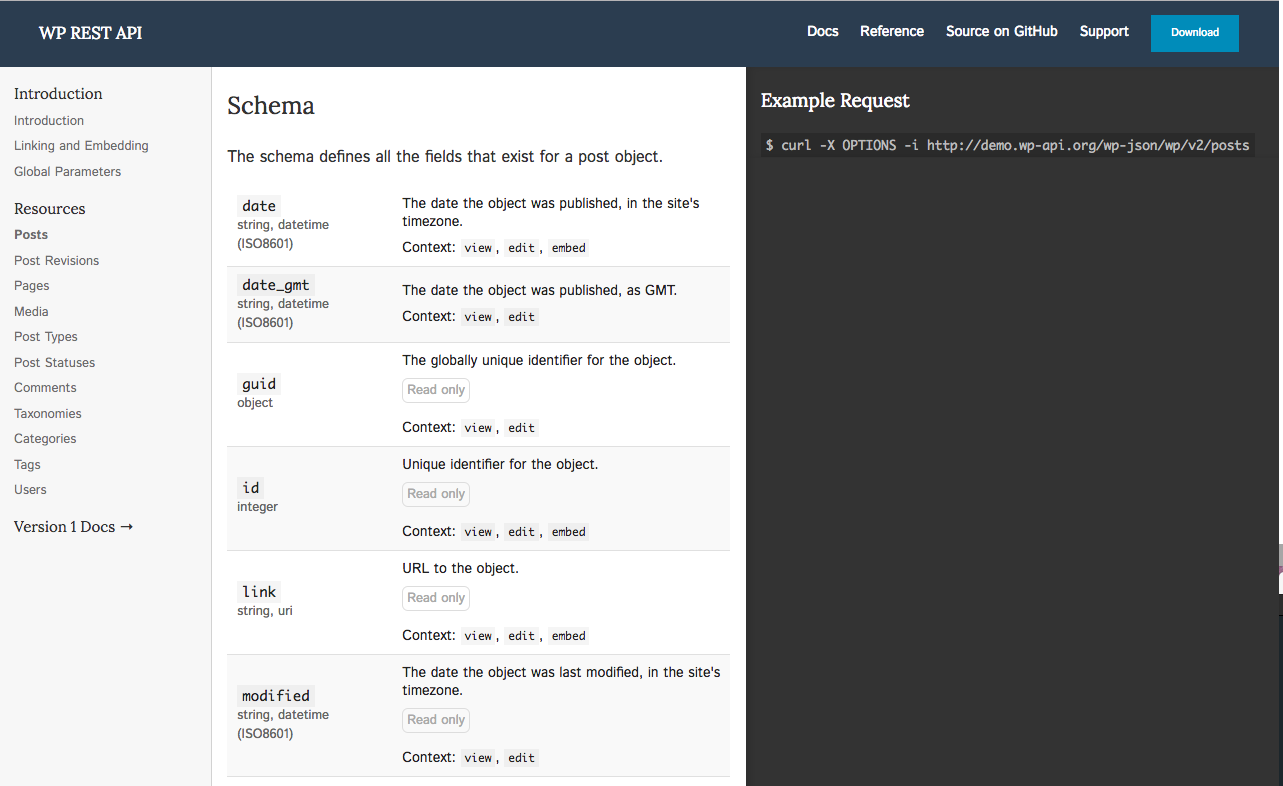 WP REST API
Docs
Reference
Source on GitHub
Support
Download
Introduction
Introduction
Linking and Embedding
Global Parameters
Resources
Posts
Post Revisions
Pages
Media
Post Types
Post Statuses
Comments
Taxonomies
Categories
Tags
Users
Version 1 Docs →
Schema
The schema defines all the fields that exist for a post object.
date
string, datetime
(ISO8601)
The date the object was published, in the site's
timezone.
Context: view, edit, embed
date_gmt
string, datetime
(ISO8601)
The date the object was published, as GMT.
Context: view, edit
guid
object
The globally unique identifier for the object.
Read only
Context: view, edit
id
integer
Unique identifier for the object.
Read only
Context: view, edit, embed
link
string, uri
URL to the object.
Read only
Context: view, edit, embed
modified
string, datetime
(ISO8601)
The date the object was last modified, in the site's
timezone.
Read only
Context: view, edit
Example Request
$ curl -X OPTIONS -i http://demo.wp-api.org/wp-json/wp/v2/posts